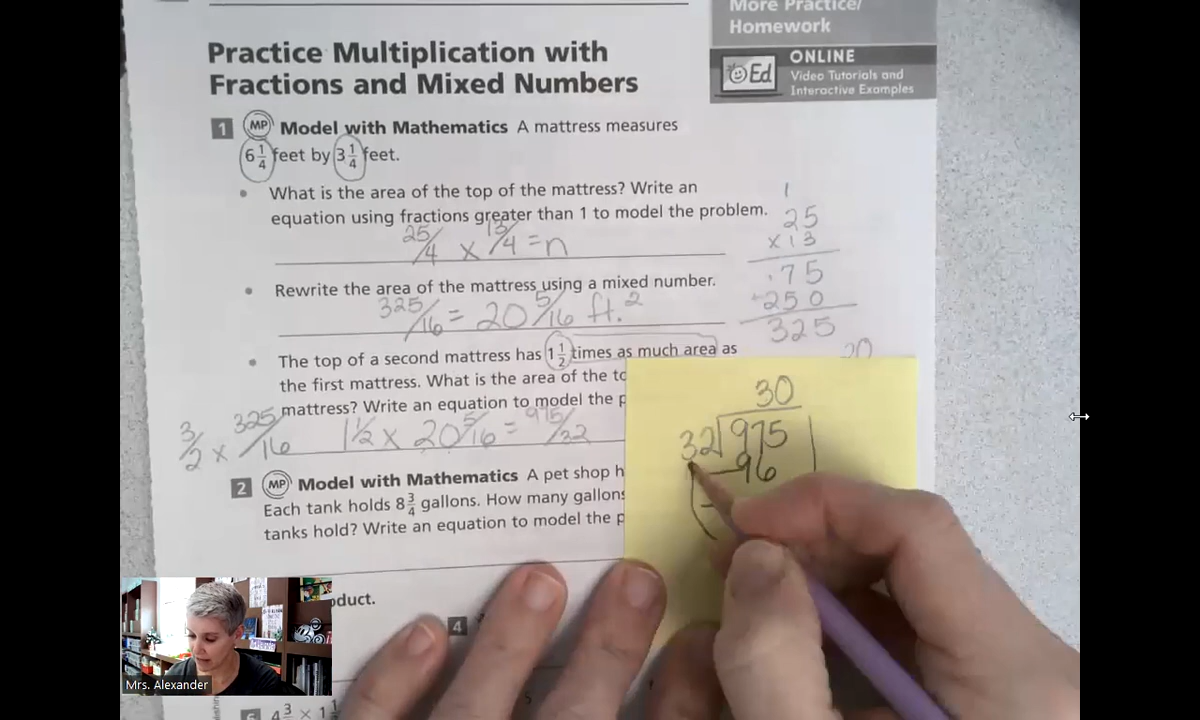 More Practice/
Homework
ONLINE
Ed
Video Tutorials and
Interactive Examples
Practice Multiplication with
Fractions and Mixed Numbers
1 MP Model with Mathematics A mattress measures
6 1/4 feet by 3 1/4 feet.
• What is the area of the top of the mattress? Write an
equation using fractions greater than 1 to model the problem.
25/4 x 13/4 = n
1
25
x13
75
250
325
• Rewrite the area of the mattress using a mixed number.
325/16 = 20 5/16 ft.2
• The top of a second mattress has 1 1/2 times as much area as
the first mattress. What is the area of the
mattress? Write an equation to model the p
3/2 x 325/16 1 1/2 x 20 5/16 = 975/32
20
30
32 975
96
2 MP Model with Mathematics A pet shop h
Each tank holds 8 3/4 gallons. How many gallons
tanks hold? Write an equation to model the p
oduct.
4
4 3 × 1 1
Mrs. Alexander